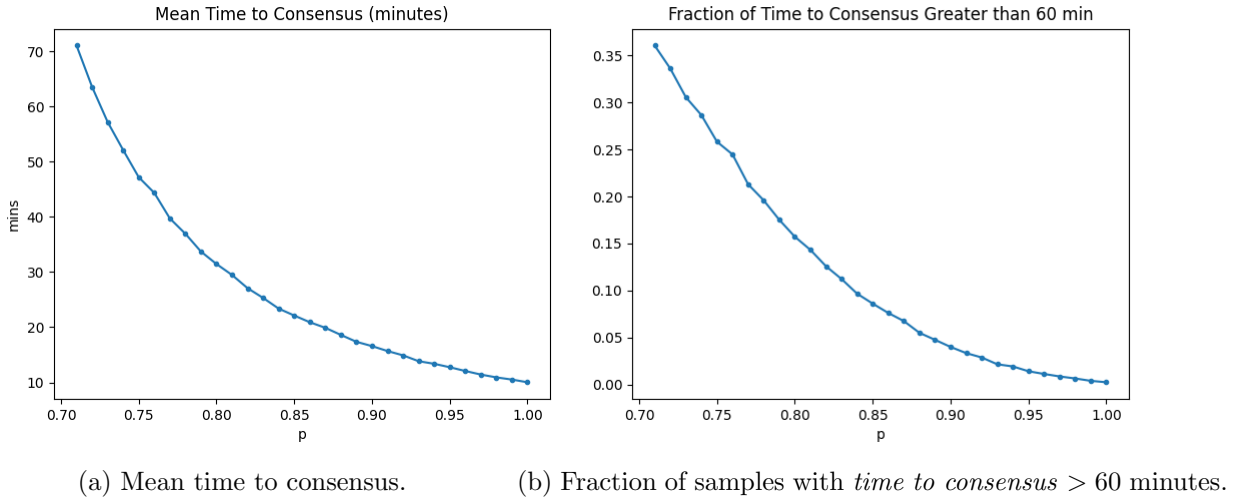 Mean Time to Consensus (minutes)
70
60
50
40
30
20
10
mins
0.70 0.75 0.80 0.85 0.90 0.95 1.00
p
(a) Mean time to consensus.
Fraction of Time to Consensus Greater than 60 min
0.35
0.30
0.25
0.20
0.15
0.10
0.05
0.00
0.70 0.75 0.80 0.85 0.90 0.95 1.00
p
(b) Fraction of samples with time to consensus > 60 minutes.